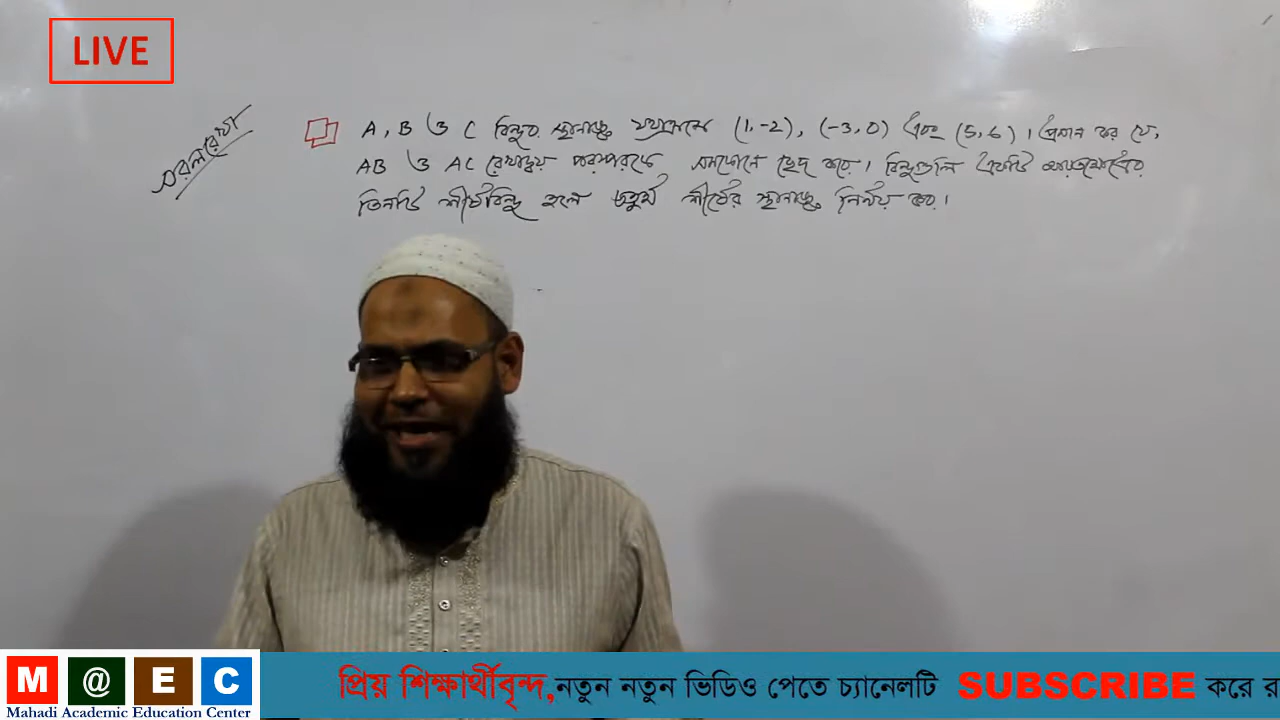 LIVE
সরলরেখা
A, B ও C বিন্দুর স্থানাঙ্ক যথাক্রমে (1,-2), (-3,0) এবং (5,6)। প্রমাণ কর যে,
AB ও AC রেখাদ্বয় পরস্পরকে সমকোণে ছেদ করে। বিন্দুগুলি একটি আয়তক্ষেত্রের
তিনটি শীর্ষবিন্দু হলে চতুর্থ শীর্ষের স্থানাঙ্ক নির্ণয় কর।
M @ E C
Mahadi Academic Education Center
প্রিয় শিক্ষার্থীবৃন্দ,নতুন নতুন ভিডিও পেতে চ্যানেলটি SUBSCRIBE করে রা